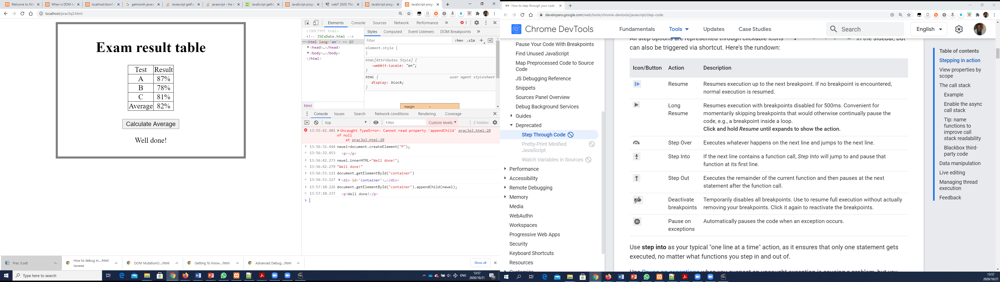 Welcome to XAM
When is DOM tre
localhost/dom1.
getmonth javasc
Javascript getFul
javascript - the D
JavaScript getMo
JavaScript progra
webT 2020: This
JavaScript progra
JavaScript progra
localhost/prac3q3.html
Exam result table
Test Result
A 87%
B 78%
C 81%
Average 82%
Calculate Average
Well done!
Elements Console Sources Network Performance » 1
<!DOCTYPE html>
<!-- JSExDate.html -->
<html lang="en"> == $0
<head>…</head>
<body>…</body>
</html>
html
Styles Computed Event Listeners DOM Breakpoints »
Filter :hov .cls
element.style {
}
html[Attributes Style] {
-webkit-locale: "en";
}
html { user agent stylesheet
display: block;
}
margin –
Console Issues Search Network conditions Rendering Coverage
top Filter Custom levels 2 hidden
13:55:42.401 Uncaught TypeError: Cannot read property 'appendChild' prac3q3.html:20
of null
at prac3q3.html:20
13:56:32.444 newel=document.createElement("P");
13:56:32.453 <p></p>
13:56:42.273 newel.innerHTML="Well done!";
13:56:42.279 "Well done!"
13:56:53.121 document.getElementById("container")
13:56:53.127 <div id="container">…</div>
13:57:10.226 document.getElementById("container").appendChild(newel);
13:57:10.237 <p>Well done!</p>
Prac 3.odt
How to debug in....html
Canceled
DOM MutationO....html
Getting To Know....html
Advanced Debug....html
Show all
Type here to search
ENG
13:57
2020/10/21
10
How to step through your code
developers.google.com/web/tools/chrome-devtools/javascript/step-code
Chrome DevTools
Fundamentals Tools Updates Case Studies
Search
English
Pause Your Code With Breakpoints
Find Unused JavaScript
Map Preprocessed Code to Source
Code
JS Debugging Reference
Snippets
Sources Panel Overview
Debug Background Services
Guides
Deprecated
Step Through Code
Pretty-Print Minified
JavaScript
Watch Variables in Sources
Performance
Accessibility
Remote Debugging
Memory
Media
WebAuthn
Workspaces
Progressive Web Apps
Security
Keyboard Shortcuts
Resources
Customize
All step options are represented through clickable icons in the sidebar, but
can also be triggered via shortcut. Here's the rundown:
Icon/Button Action Description
Resume Resumes execution up to the next breakpoint. If no breakpoint is encountered,
normal execution is resumed.
Long Resumes execution with breakpoints disabled for 500ms. Convenient for
Resume momentarily skipping breakpoints that would otherwise continually pause the
code, e.g., a breakpoint inside a loop.
Click and hold Resume until expands to show the action.
Step Over Executes whatever happens on the next line and jumps to the next line.
Step Into If the next line contains a function call, Step Into will jump to and pause that
function at its first line.
Step Out Executes the remainder of the current function and then pauses at the next
statement after the function call.
Deactivate Temporarily disables all breakpoints. Use to resume full execution without actually
breakpoints removing your breakpoints. Click it again to reactivate the breakpoints.
Pause on Automatically pauses the code when an exception occurs.
exceptions
Use step into as your typical "one line at a time" action, as it ensures that only one statement gets
executed, no matter what functions you step in and out of.
Use Pause on exceptions when you suspect an uncaught exception is causing a problem, but you
Table of contents
Stepping in action
View properties by
scope
The call stack
Example
Enable the async
call stack
Tip: name
functions to
improve call
stack readability
Blackbox third-
party code
Data manipulation
Live editing
Managing thread
execution
Feedback
13:57
2020/10/21